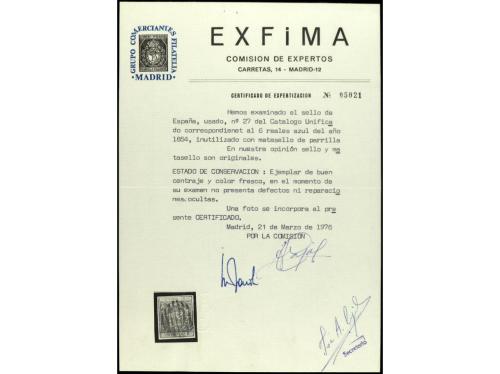 GRUPO COMERCIANTES FILATELIA
• MADRID •
EXFiMA
COMISION DE EXPERTOS
CARRETAS, 14 - MADRID-12
CERTIFICADO DE EXPERTIZACION Nº 05021
Hemos examinado el sello de
España, usado, nº 27 del Catalogo Unifica
do correspondienet al 6 reales azul del año
1854, inutilizado con matasello de parrilla
En nuestra opinión sello y ma
tasello son originales.
ESTADO DE CONSERVACION : Ejemplar de buen
centraje y color fresco, en el momento de
su examen no presenta defectos ni reparacio
nes ocultas.
Una foto se incorpora al pre
sente CERTIFICADO.
Madrid, 21 de Marzo de 1976
POR LA COMISIÓN
Secretario